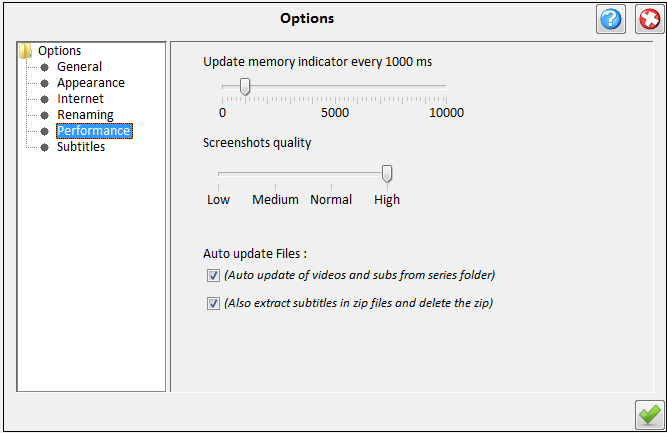 Options
Options
General
Appearance
Internet
Renaming
Performance
Subtitles
Update memory indicator every 1000 ms
0 5000 10000
Screenshots quality
Low Medium Normal High
Auto update Files :
(Auto update of videos and subs from series folder)
(Also extract subtitles in zip files and delete the zip)